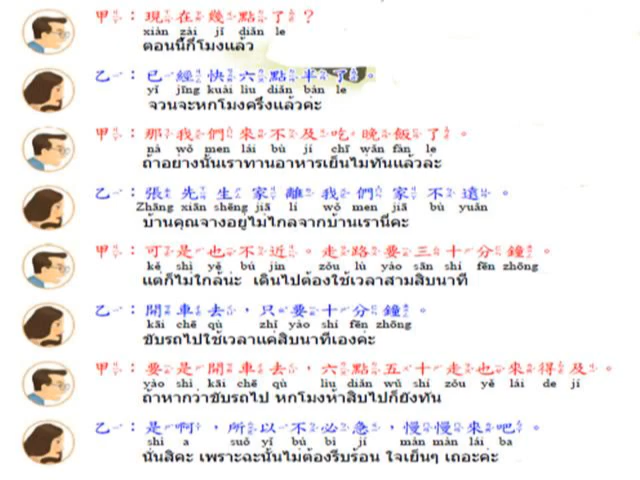 甲：現在幾點了？
xiàn zài jǐ diǎn le
ตอนนี้กี่โมงแล้ว
乙：已經快六點半了。
yǐ jīng kuài liu diǎn bàn le
จวนจะหกโมงครึ่งแล้วค่ะ
甲：那我們來不及吃晚飯了。
nà wǒ men lái bù jí chī wǎn fàn le
ถ้าอย่างนั้นเราทานอาหารเย็นไม่ทันแล้วล่ะ
乙：張先生家離我們家不遠。
Zhāng xiān shēng jiā lí wǒ men jiā bù yuǎn
บ้านคุณจางอยู่ไม่ไกลจากบ้านเรานี่คะ
甲：可是也不近。走路要三十分鐘。
kě shì yě bú jìn zǒu lù yào sān shí fēn zhōng
แต่ก็ไม่ใกล้น่ะ เดินไปต้องใช้เวลาสามสิบนาที
乙：開車去，只要十分鐘。
kāi chē qù zhǐ yào shí fēn zhōng
ขับรถไปใช้เวลาแค่สิบนาทีเองค่ะ
甲：要是開車去，六點五十走也來得及。
yào shì kāi chē qù liu diǎn wǔ shí zǒu yě lái de jí
ถ้าหากว่าขับรถไป หกโมงห้าสิบไปก็ยังทัน
乙：是啊，所以不必急，慢慢來吧。
shì a suǒ yǐ bú bì jí màn màn lái ba
นั่นสิคะ เพราะฉะนั้นไม่ต้องรีบร้อน ใจเย็นๆ เถอะค่ะ